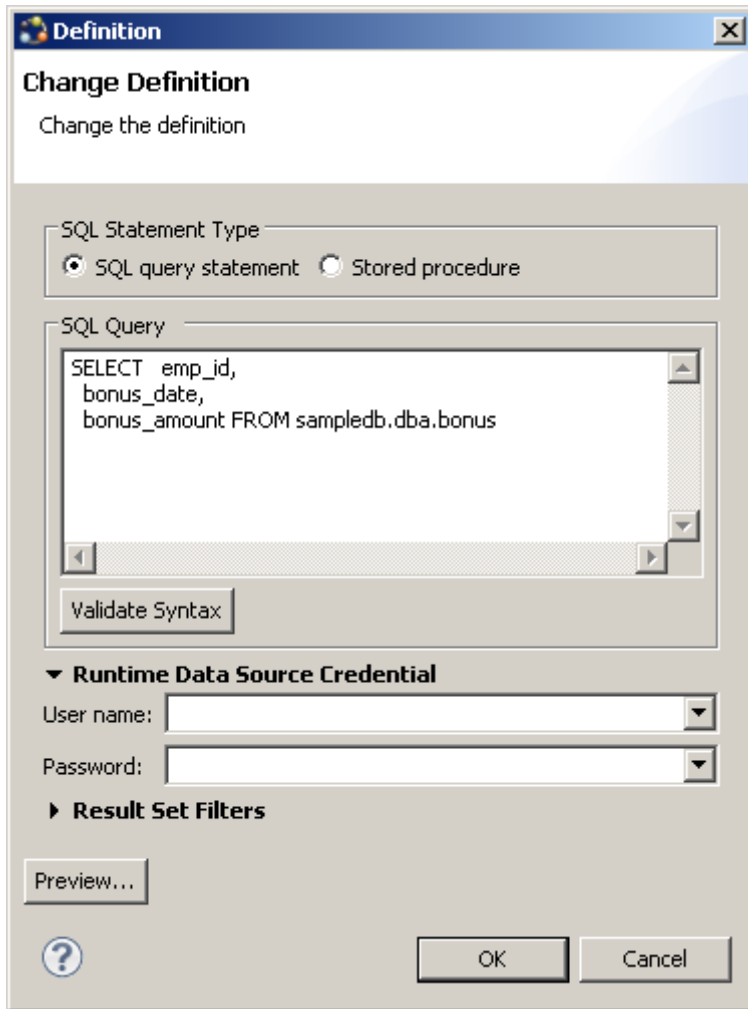 Definition
Change Definition
Change the definition
SQL Statement Type
SQL query statement Stored procedure
SQL Query
SELECT   emp_id,
  bonus_date,
  bonus_amount FROM sampledb.dba.bonus
Validate Syntax
Runtime Data Source Credential
User name:
Password:
Result Set Filters
Preview...
?
OK Cancel